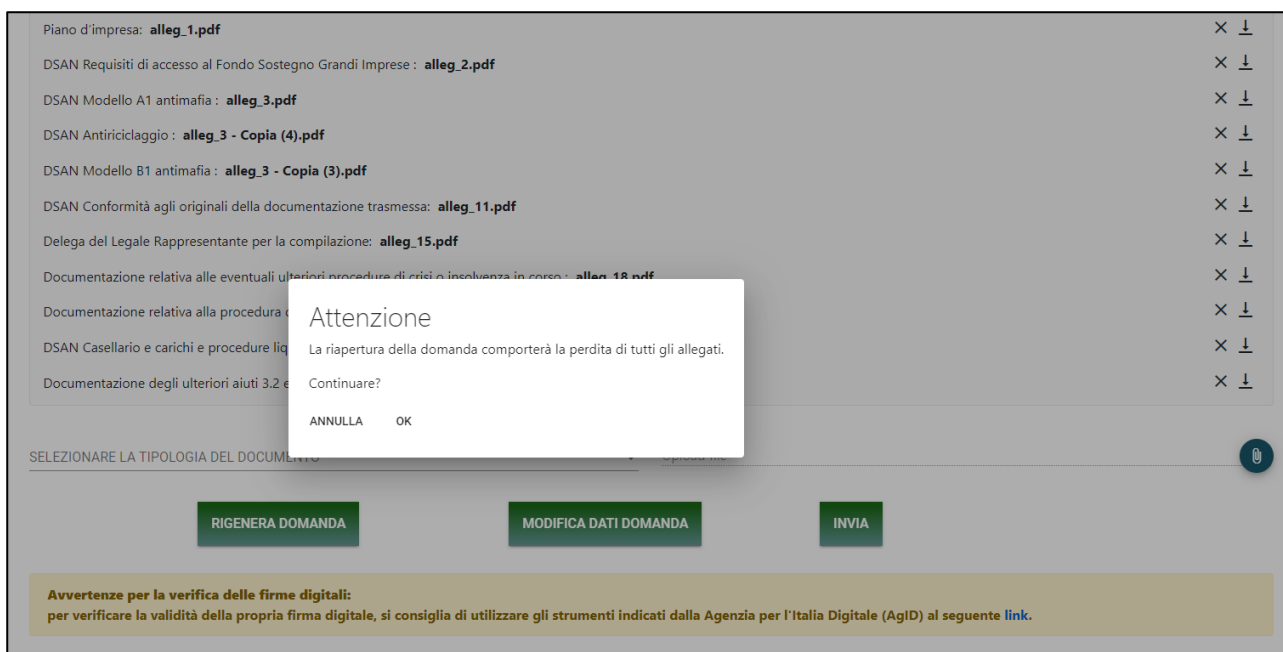 Piano d'impresa: alleg_1.pdf
DSAN Requisiti di accesso al Fondo Sostegno Grandi Imprese : alleg_2.pdf
DSAN Modello A1 antimafia : alleg_3.pdf
DSAN Antiriciclaggio : alleg_3 - Copia (4).pdf
DSAN Modello B1 antimafia : alleg_3 - Copia (3).pdf
DSAN Conformità agli originali della documentazione trasmessa: alleg_11.pdf
Delega del Legale Rappresentante per la compilazione: alleg_15.pdf
Documentazione relativa alle eventuali ulteriori procedure di crisi o insolvenza in corso : alleg_18.pdf
Documentazione relativa alla procedura
DSAN Casellario e carichi e procedure liq
Documentazione degli ulteriori aiuti 3.2 e
Attenzione
La riapertura della domanda comporterà la perdita di tutti gli allegati.
Continuare?
ANNULLA OK
SELEZIONARE LA TIPOLOGIA DEL DOCUMENTO Upload file
RIGENERA DOMANDA MODIFICA DATI DOMANDA INVIA
Avvertenze per la verifica delle firme digitali:
per verificare la validità della propria firma digitale, si consiglia di utilizzare gli strumenti indicati dalla Agenzia per l'Italia Digitale (AgID) al seguente link.